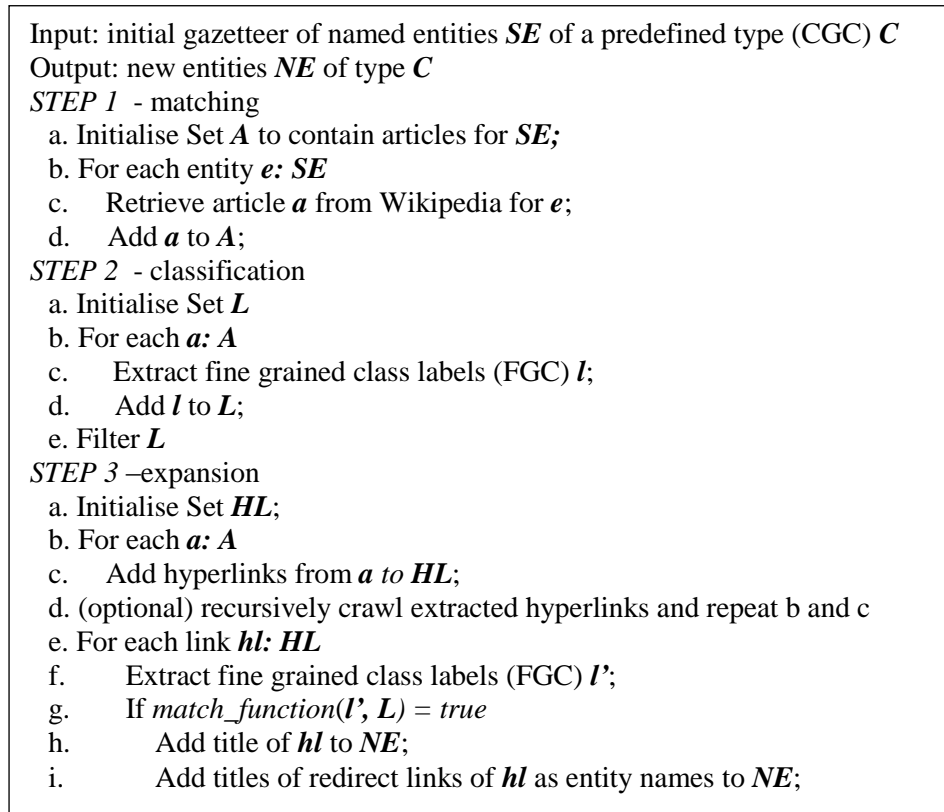 Input: initial gazetteer of named entities SE of a predefined type (CGC) C
Output: new entities NE of type C
STEP 1 - matching
a. Initialise Set A to contain articles for SE;
b. For each entity e: SE
c. Retrieve article a from Wikipedia for e;
d. Add a to A;
STEP 2 - classification
a. Initialise Set L
b. For each a: A
c. Extract fine grained class labels (FGC) l;
d. Add l to L;
e. Filter L
STEP 3 –expansion
a. Initialise Set HL;
b. For each a: A
c. Add hyperlinks from a to HL;
d. (optional) recursively crawl extracted hyperlinks and repeat b and c
e. For each link hl: HL
f. Extract fine grained class labels (FGC) l’;
g. If match_function(l’, L) = true
h. Add title of hl to NE;
i. Add titles of redirect links of hl as entity names to NE;